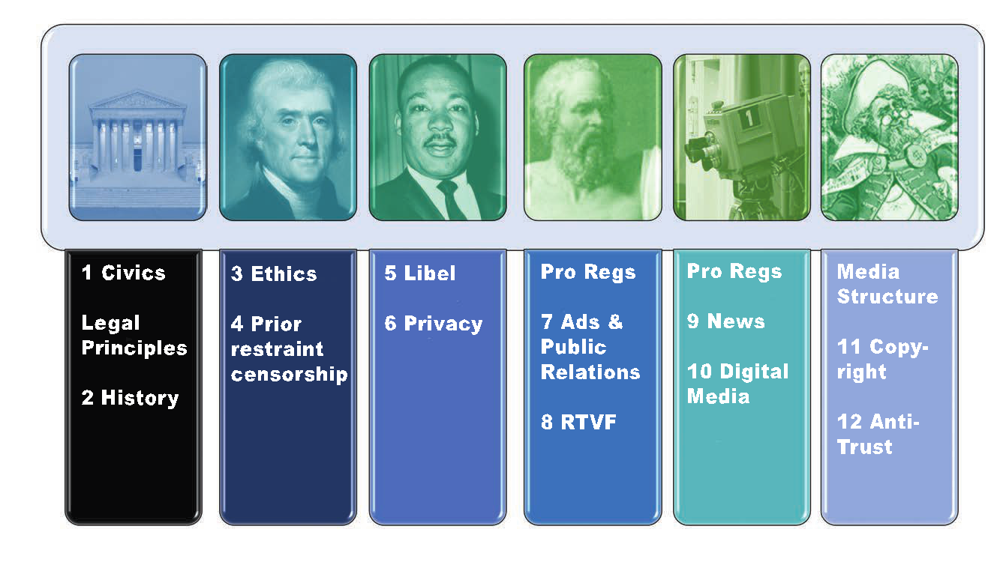 1
1 Civics
Legal
Principles
2 History
3 Ethics
4 Prior
restraint
censorship
5 Libel
6 Privacy
Pro Regs
7 Ads &
Public
Relations
8 RTVF
Pro Regs
9 News
10 Digital
Media
Media
Structure
11 Copy-
right
12 Anti-
Trust